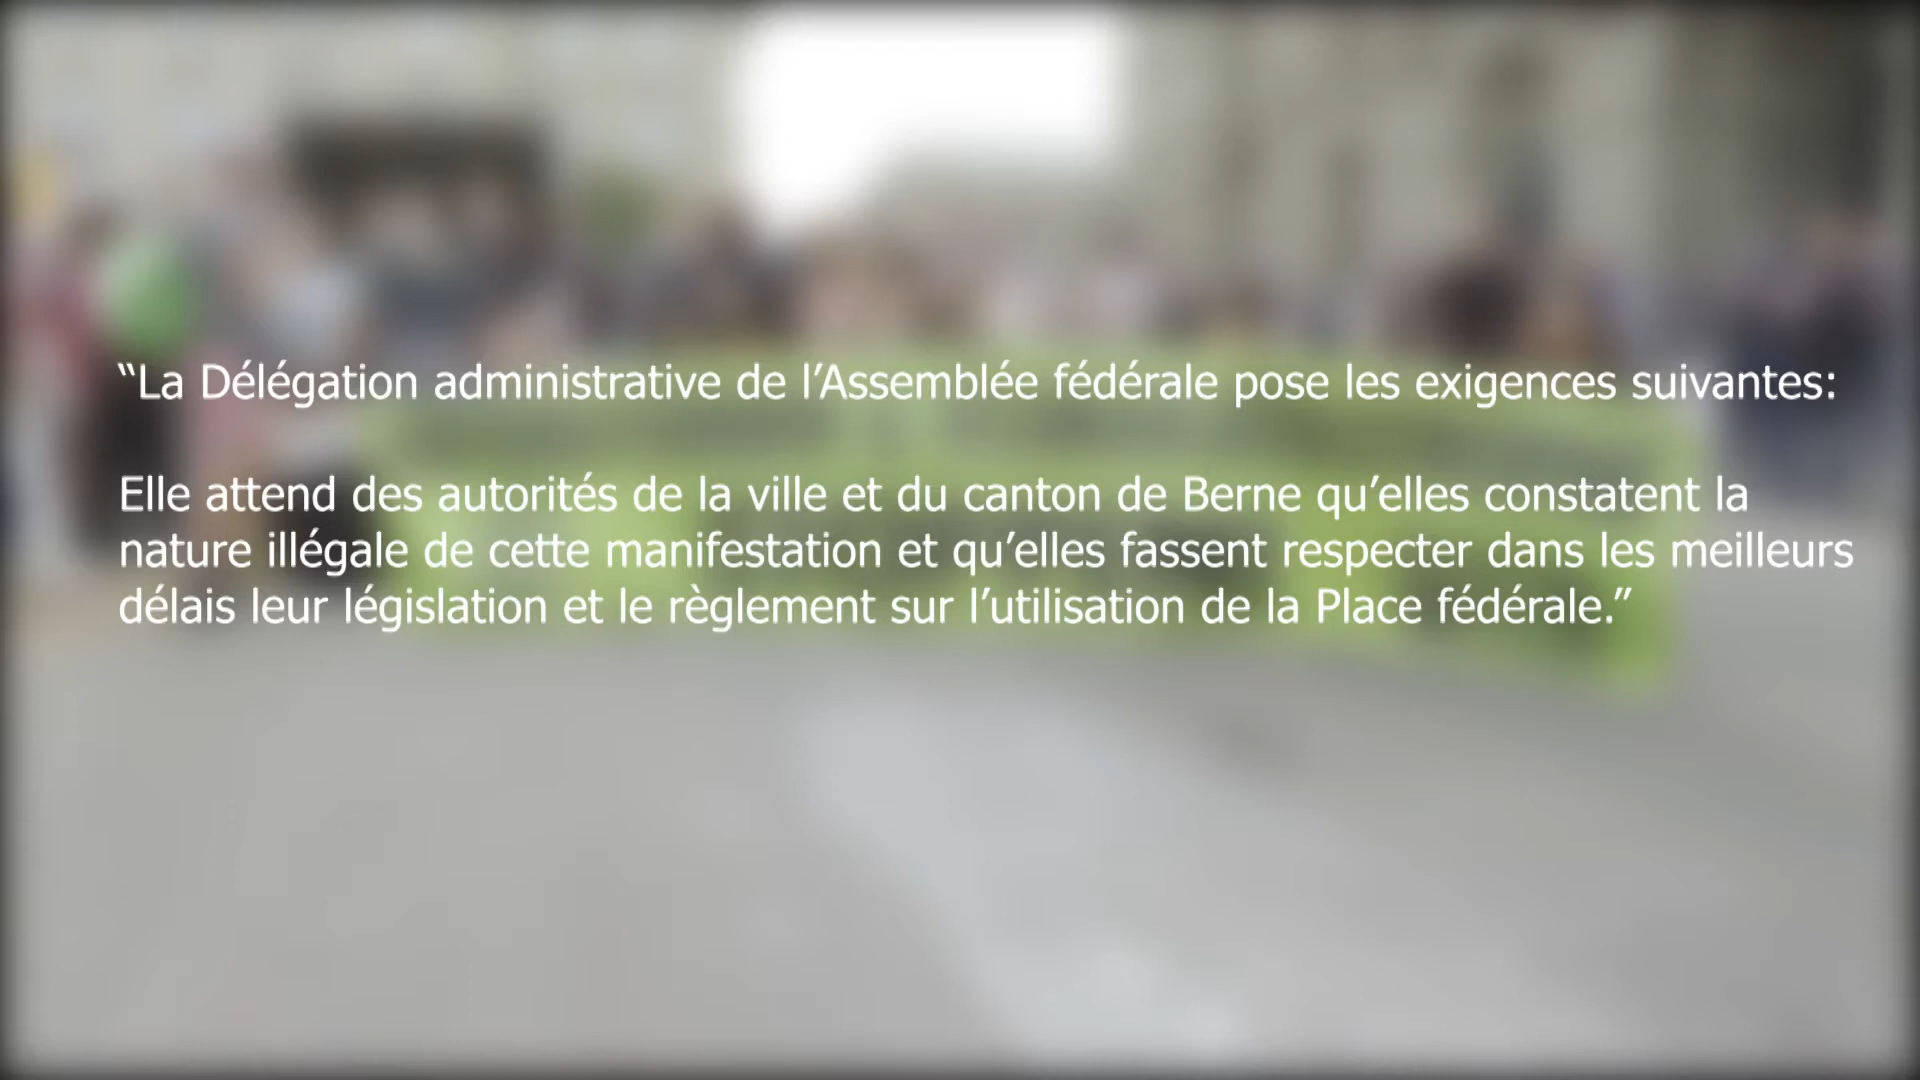 “La Délégation administrative de l’Assemblée fédérale pose les exigences suivantes:
Elle attend des autorités de la ville et du canton de Berne qu’elles constatent la
nature illégale de cette manifestation et qu’elles fassent respecter dans les meilleurs
délais leur législation et le règlement sur l’utilisation de la Place fédérale.”